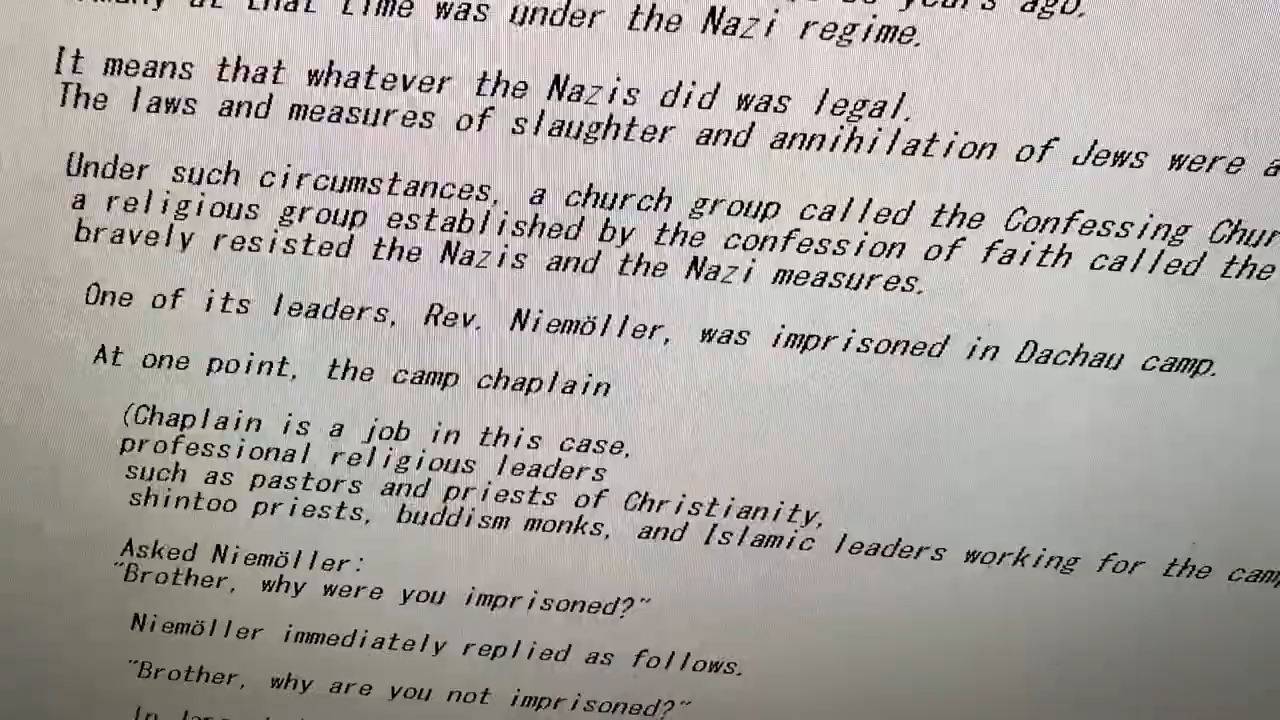 at that time was under the Nazi regime.
years ago.
It means that whatever the Nazis did was legal.
The laws and measures of slaughter and annihilation of Jews were
Under such circumstances, a church group called the Confessing
a religious group established by the confession of faith called the
bravely resisted the Nazis and the Nazi measures.
One of its leaders, Rev. Niemöller, was imprisoned in Dachau camp.
At one point, the camp chaplain
(Chaplain is a job in this case,
professional religious leaders
such as pastors and priests of Christianity,
shintoo priests, buddism monks, and Islamic leaders working for the
Asked Niemöller:
"Brother, why were you imprisoned?"
Niemöller immediately replied as follows.
"Brother, why are you not imprisoned?"